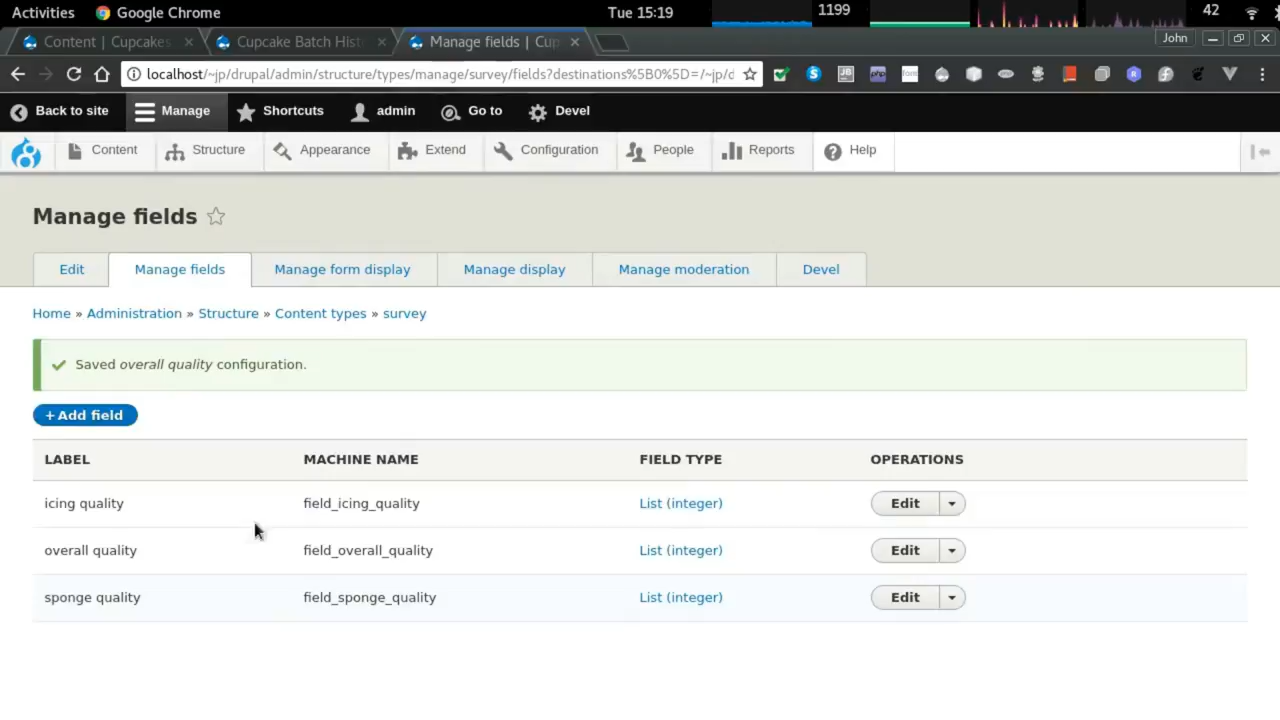 Activities Google Chrome Tue 15:19 1199 42
Content | Cupcakes Cupcake Batch Hist Manage fields | Cup John
localhost/~jp/drupal/admin/structure/types/manage/survey/fields?destinations%5B0%5D=/~jp/d
Back to site Manage Shortcuts admin Go to Devel
Content Structure Appearance Extend Configuration People Reports Help
Manage fields
Edit Manage fields Manage form display Manage display Manage moderation Devel
Home » Administration » Structure » Content types » survey
Saved overall quality configuration.
+ Add field
LABEL MACHINE NAME FIELD TYPE OPERATIONS
icing quality field_icing_quality List (integer) Edit
overall quality field_overall_quality List (integer) Edit
sponge quality field_sponge_quality List (integer) Edit